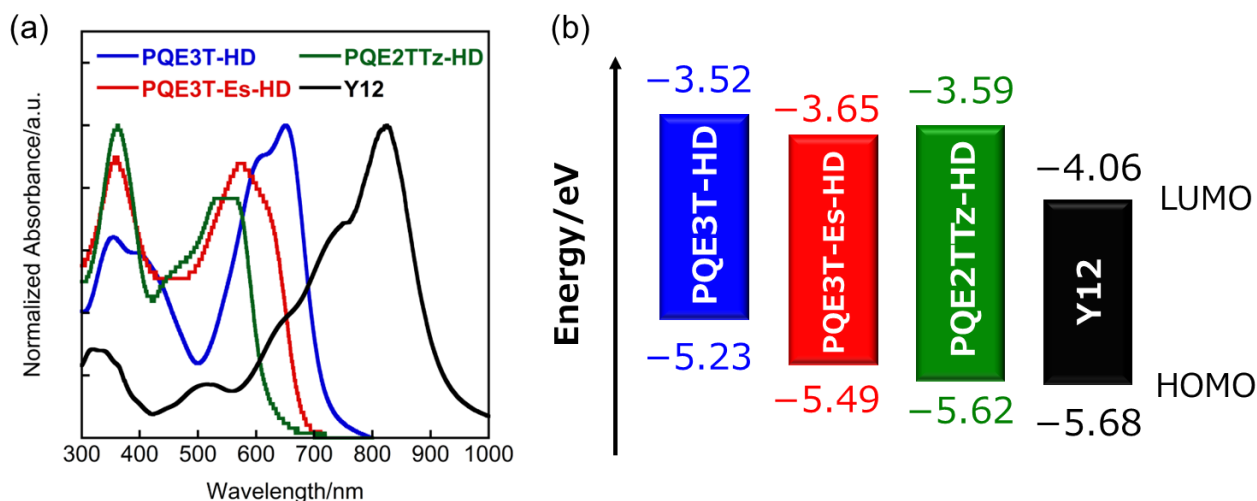 (a)
PQE3T-HD
PQE2TTz-HD
PQE3T-Es-HD
Y12
Normalized Absorbance/a.u.
300 400 500 600 700 800 900 1000
Wavelength/nm
(b)
Energy/eV
−3.52
−3.65
−3.59
−4.06
LUMO
PQE3T-HD
PQE3T-Es-HD
PQE2TTz-HD
Y12
HOMO
−5.23
−5.49
−5.62
−5.68